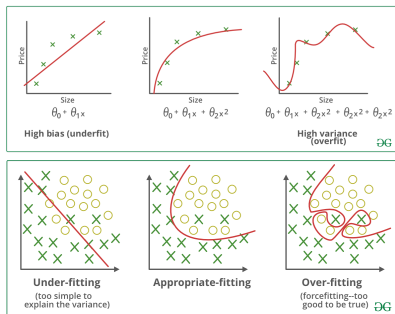 Price
Price
Price
Size
Size
Size
θ₀ + θ₁x
θ₀ + θ₁x + θ₂x²
θ₀ + θ₁x + θ₂x² + θ₂x² + θ₂x²
High bias (underfit)
High variance
(overfit)
Under-fitting
(too simple to
explain the variance)
Appropriate-fitting
Over-fitting
(forcefitting--too
good to be true)